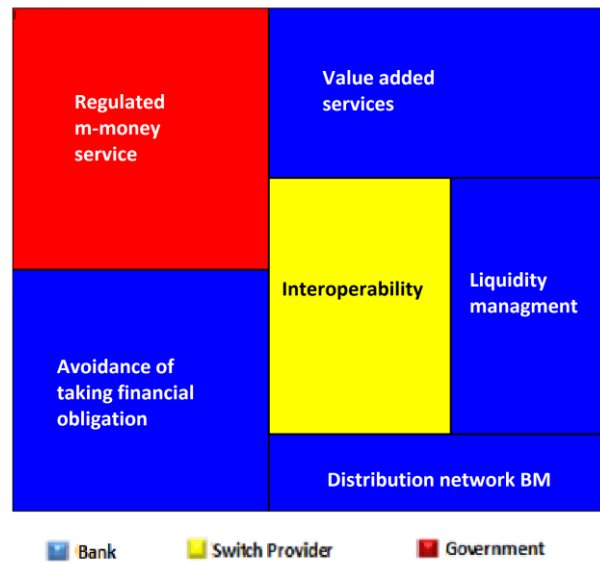 Regulated
m-money
service
Value added
services
Interoperability
Liquidity
managment
Avoidance of
taking financial
obligation
Distribution network BM
Bank
Switch Provider
Government